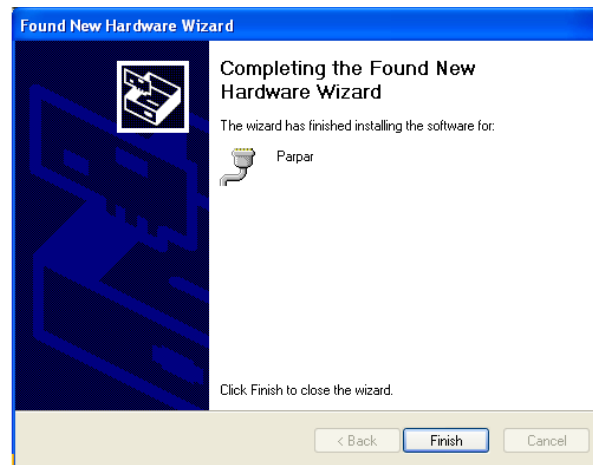 Found New Hardware Wizard
Completing the Found New
Hardware Wizard
The wizard has finished installing the software for:
Parpar
Click Finish to close the wizard.
< Back
Finish
Cancel